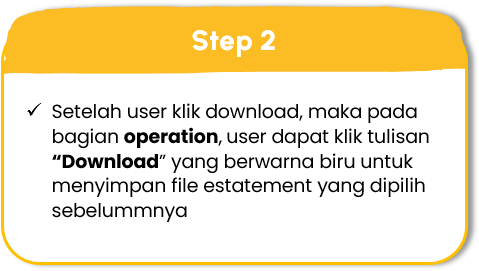 Step 2
✓ Setelah user klik download, maka pada
bagian operation, user dapat klik tulisan
“Download” yang berwarna biru untuk
menyimpan file estatement yang dipilih
sebelummnya